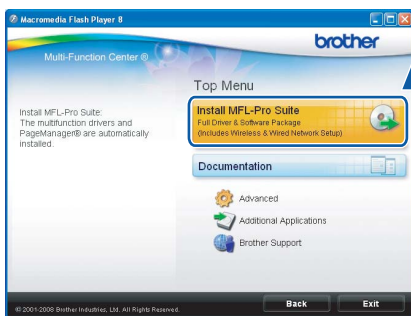 Macromedia Flash Player 8
brother
Multi-Function Center ®
Top Menu
Install MFL-Pro Suite:
The multifunction drivers and
PageManager® are automatically
installed.
Install MFL-Pro Suite
Full Driver & Software Package
(Includes Wireless & Wired Network Setup)
Documentation
Advanced
Additional Applications
Brother Support
© 2001-2008 Brother Industries, Ltd. All Rights Reserved.
Back
Exit